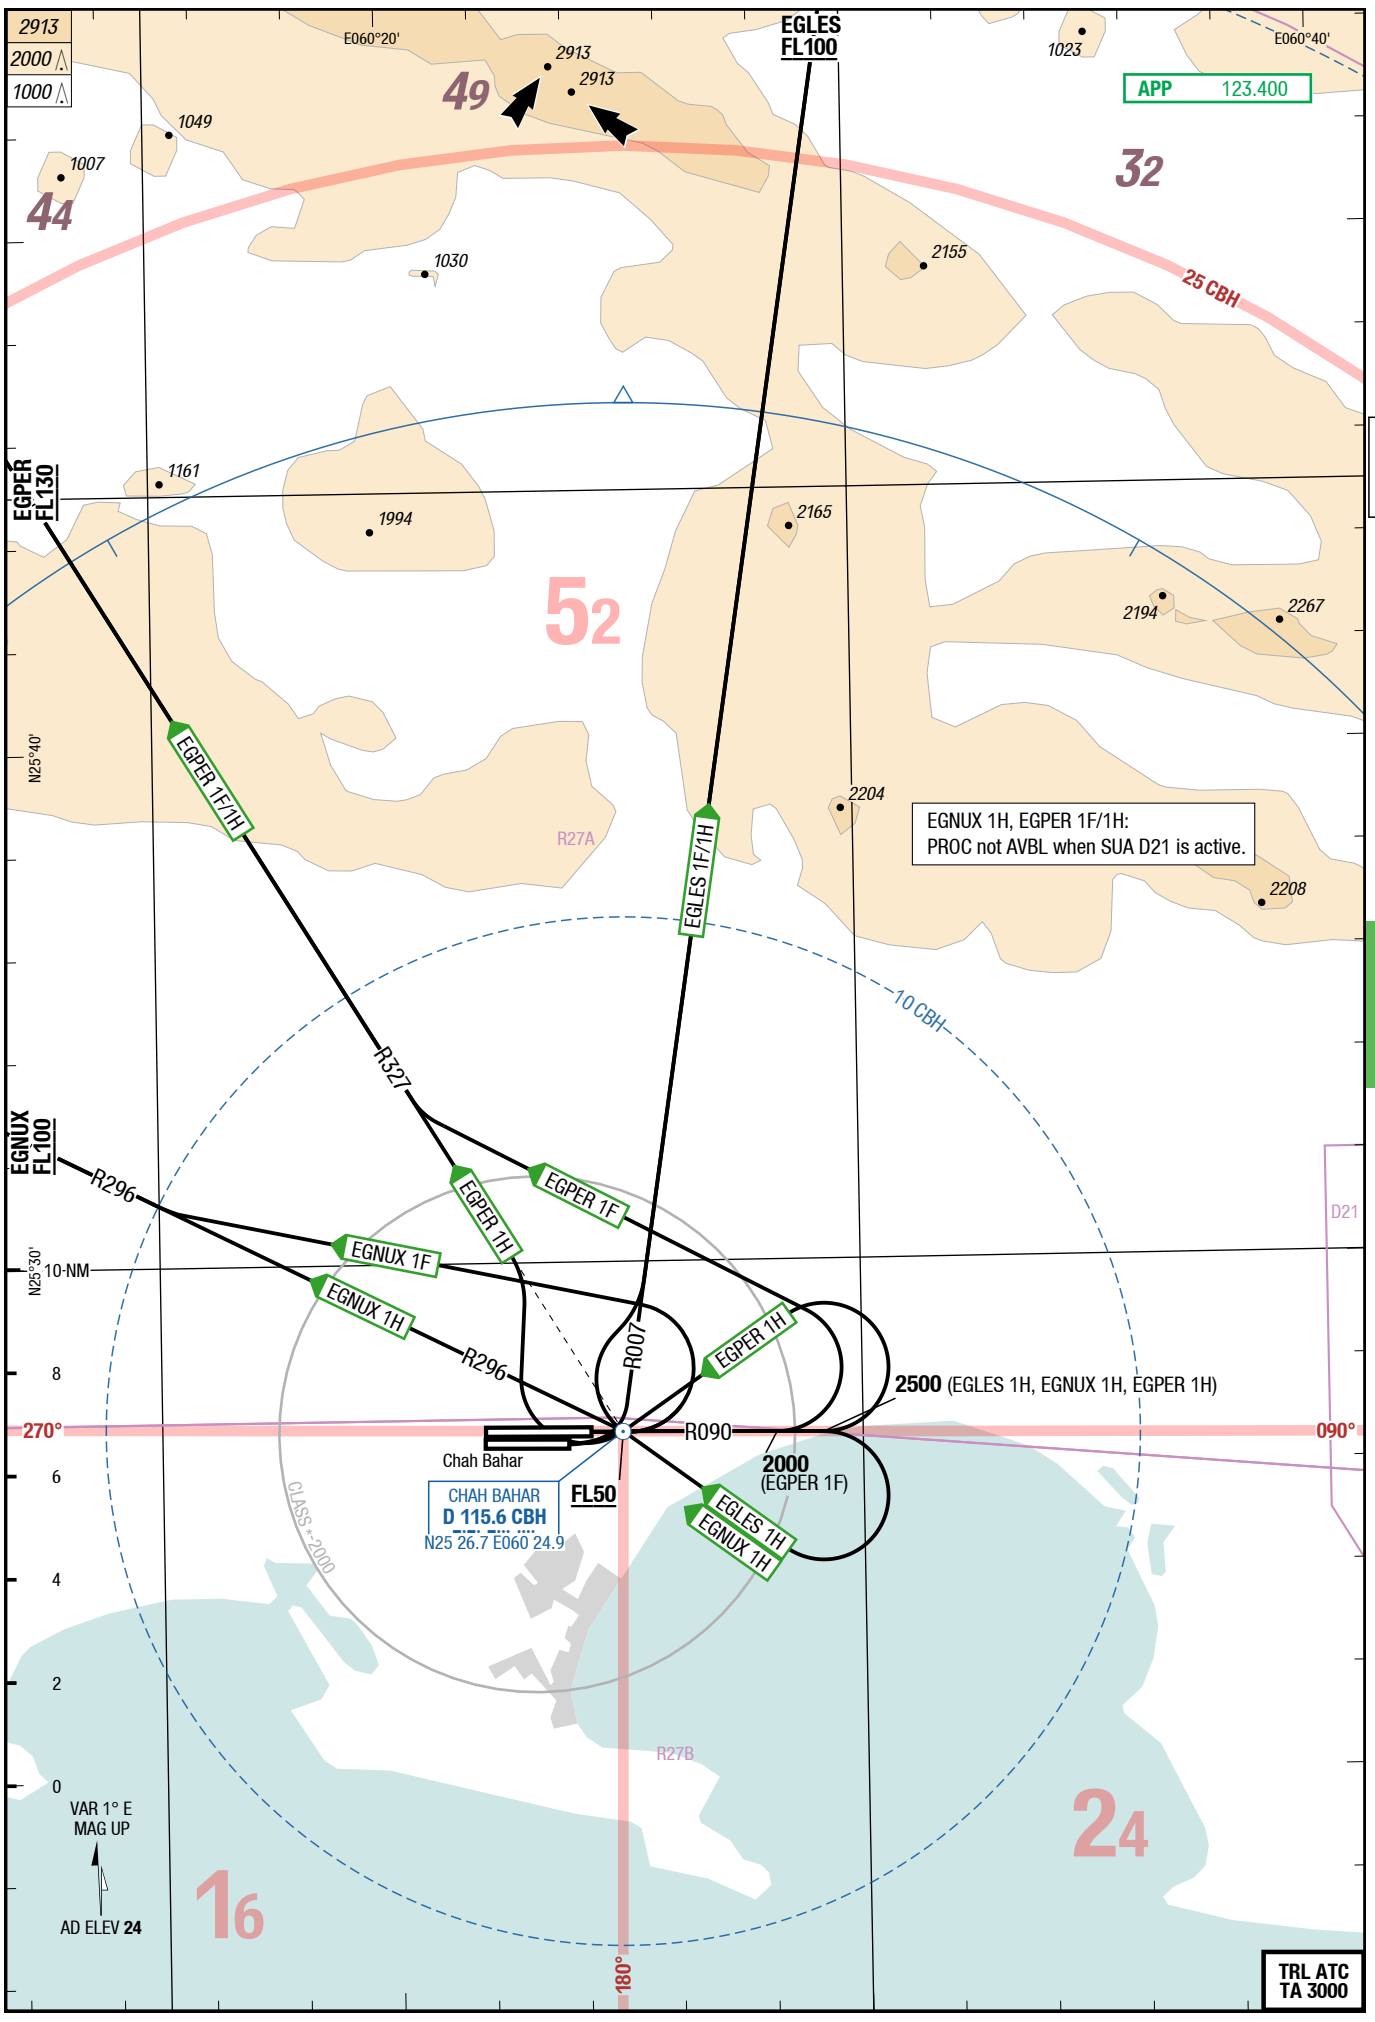 2913
2000
1000
E060°20'
EGLES
FL100
1023
E060°40'
APP 123.400
49
2913
2913
1049
1007
44
32
1030
2155
25 CBH
EGPER
FL130
1161
1994
2165
52
2194
2267
N25°40'
EGPER 1F/1H
R27A
EGLES 1F/1H
2204
EGNUX 1H, EGPER 1F/1H:
PROC not AVBL when SUA D21 is active.
2208
10 CBH
R327
EGNUX
FL100
R296
EGPER 1H
EGPER 1F
D21
EGNUX 1F
N25°30'
10-NM
EGNUX 1H
R007
EGPER 1H
R296
8
2500 (EGLES 1H, EGNUX 1H, EGPER 1H)
270°
R090
090°
Chah Bahar
2000
(EGPER 1F)
6
FL50
CHAH BAHAR
D 115.6 CBH
N25 26.7 E060 24.9
EGLES 1H
EGNUX 1H
CLASS *-2000
4
2
R27B
0
VAR 1° E
MAG UP
24
16
AD ELEV 24
180°
TRL ATC
TA 3000